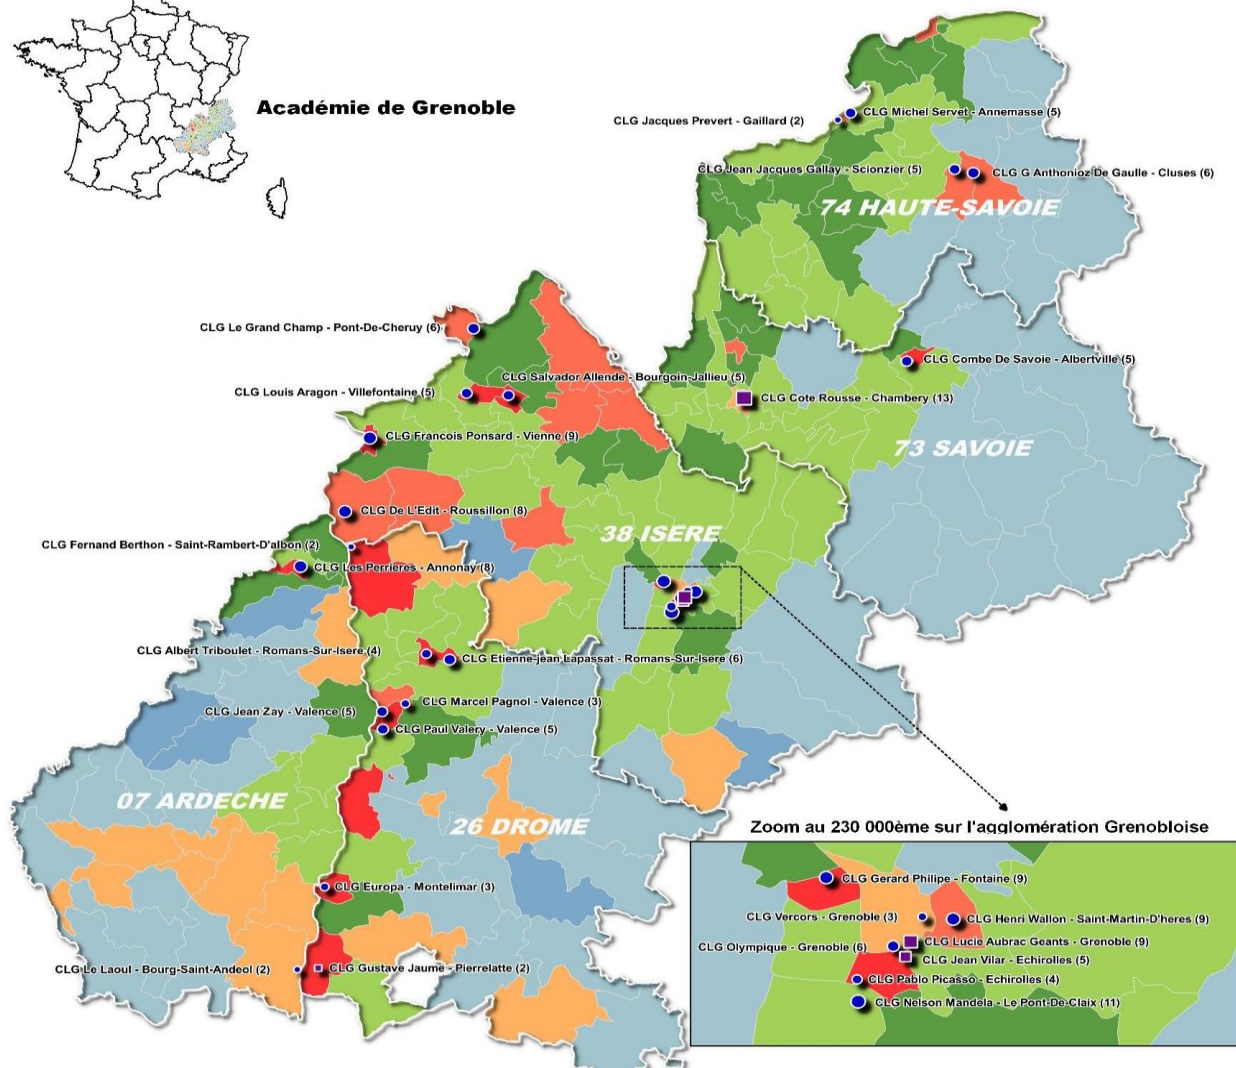 Académie de Grenoble
CLG Jacques Prevert - Gaillard (2)
CLG Michel Servet - Annemasse (5)
CLG Jean Jacques Gallay - Scionzier (5)
CLG G Anthonioz De Gaulle - Cluses (6)
74 HAUTE-SAVOIE
CLG Le Grand Champ - Pont-De-Cheruy (6)
CLG Combe De Savoie - Albertville (5)
CLG Salvador Allende - Bourgoin-Jallieu (5)
CLG Louis Aragon - Villefontaine (5)
CLG Cote Rousse - Chambery (13)
CLG Francois Ponsard - Vienne (9)
73 SAVOIE
CLG De L'Edit - Roussillon (8)
38 ISERE
CLG Fernand Berthon - Saint-Rambert-D'albon (2)
CLG Les Perrieres - Annonay (8)
CLG Albert Triboulet - Romans-Sur-Isere (4)
CLG Etienne-jean Lapassat - Romans-Sur-Isere (6)
CLG Marcel Pagnol - Valence (3)
CLG Jean Zay - Valence (5)
CLG Paul Valery - Valence (5)
07 ARDECHE
26 DROME
Zoom au 230 000ème sur l'agglomération Grenobloise
CLG Gerard Philipe - Fontaine (9)
CLG Europa - Montelimar (3)
CLG Vercors - Grenoble (3)
CLG Henri Wallon - Saint-Martin-D'heres (9)
CLG Lucie Aubrac Geants - Grenoble (9)
CLG Olympique - Grenoble (6)
CLG Jean Vilar - Echirolles (5)
CLG Le Laoul - Bourg-Saint-Andeol (2)
CLG Gustave Jaume - Pierrelatte (2)
CLG Pablo Picasso - Echirolles (4)
CLG Nelson Mandela - Le Pont-De-Claix (11)